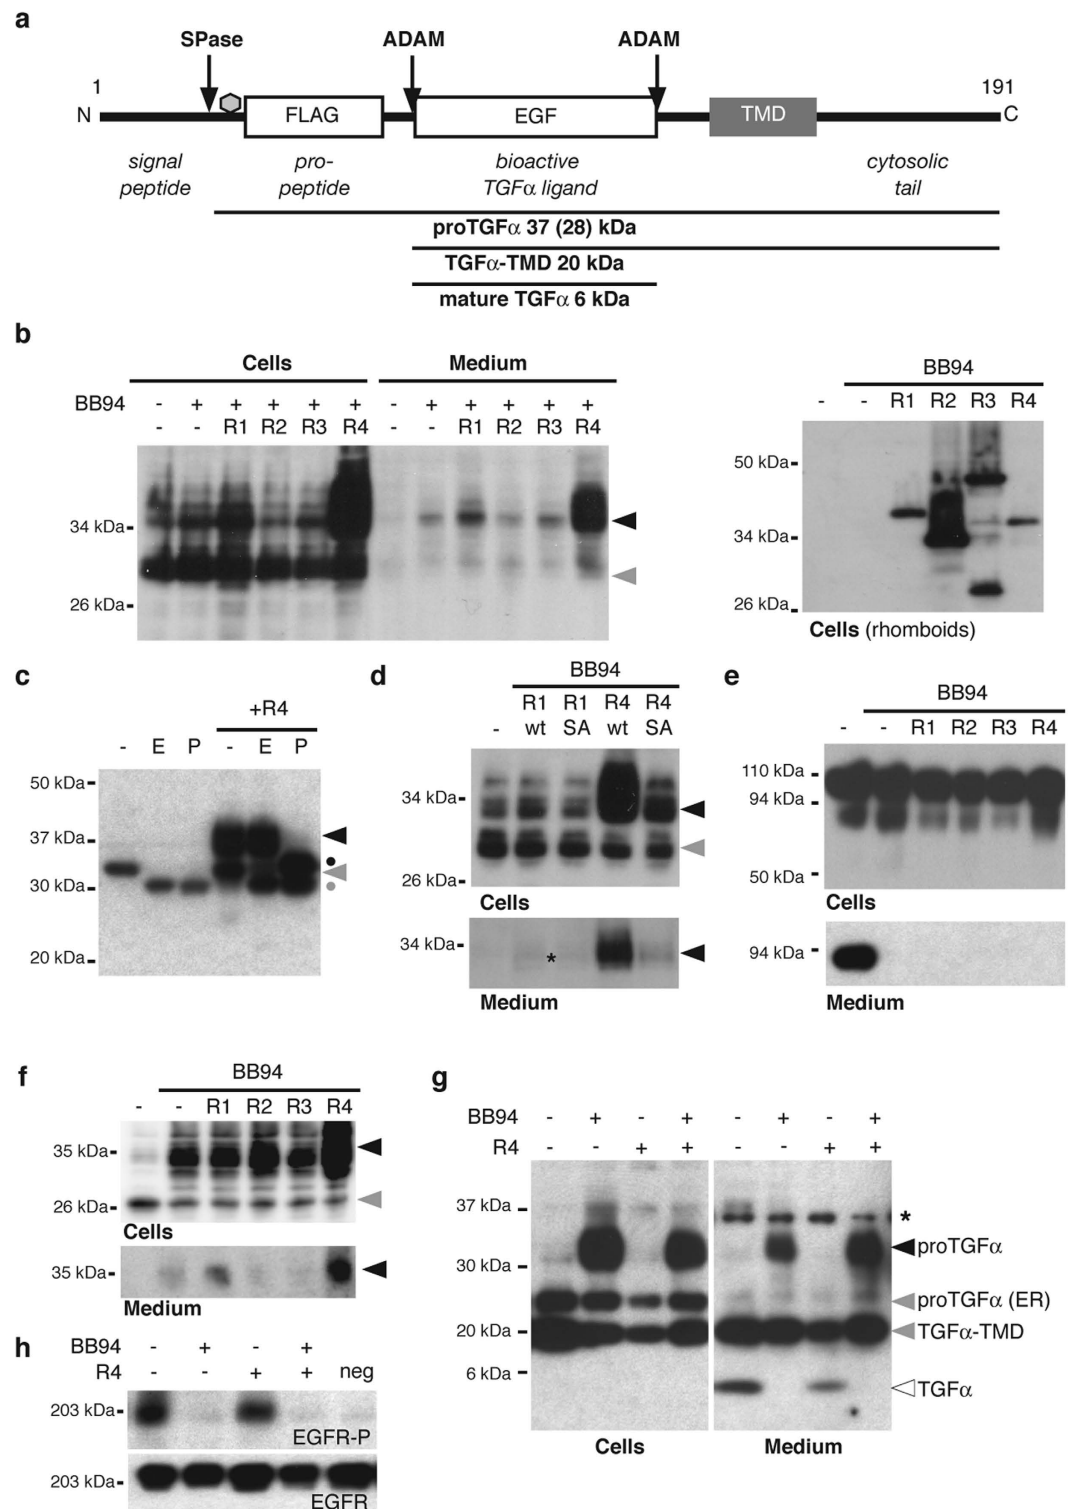 a
SPase ADAM ADAM
1 191
N FLAG EGF TMD C
signal pro- bioactive cytosolic
peptide peptide TGFα ligand tail
proTGFα 37 (28) kDa
TGFα-TMD 20 kDa
mature TGFα 6 kDa
b
Cells Medium
BB94 - + + + + + - + + + + +
- - R1 R2 R3 R4 - - R1 R2 R3 R4
34 kDa
26 kDa
BB94
- - R1 R2 R3 R4
50 kDa
34 kDa
26 kDa
Cells (rhomboids)
c
+R4
- E P - E P
50 kDa
37 kDa
30 kDa
20 kDa
d
BB94
R1 R1 R4 R4
- wt SA wt SA
34 kDa
26 kDa
Cells
34 kDa
*
Medium
e
BB94
- - R1 R2 R3 R4
110 kDa
94 kDa
50 kDa
Cells
94 kDa
Medium
f
BB94
- - R1 R2 R3 R4
35 kDa
26 kDa
Cells
35 kDa
Medium
g
BB94 - + - + - + - +
R4 - - + + - - + +
37 kDa
*
proTGFα
30 kDa
proTGFα (ER)
20 kDa
TGFα-TMD
6 kDa
TGFα
Cells Medium
h
BB94 - + - +
R4 - - + + neg
203 kDa
EGFR-P
203 kDa
EGFR